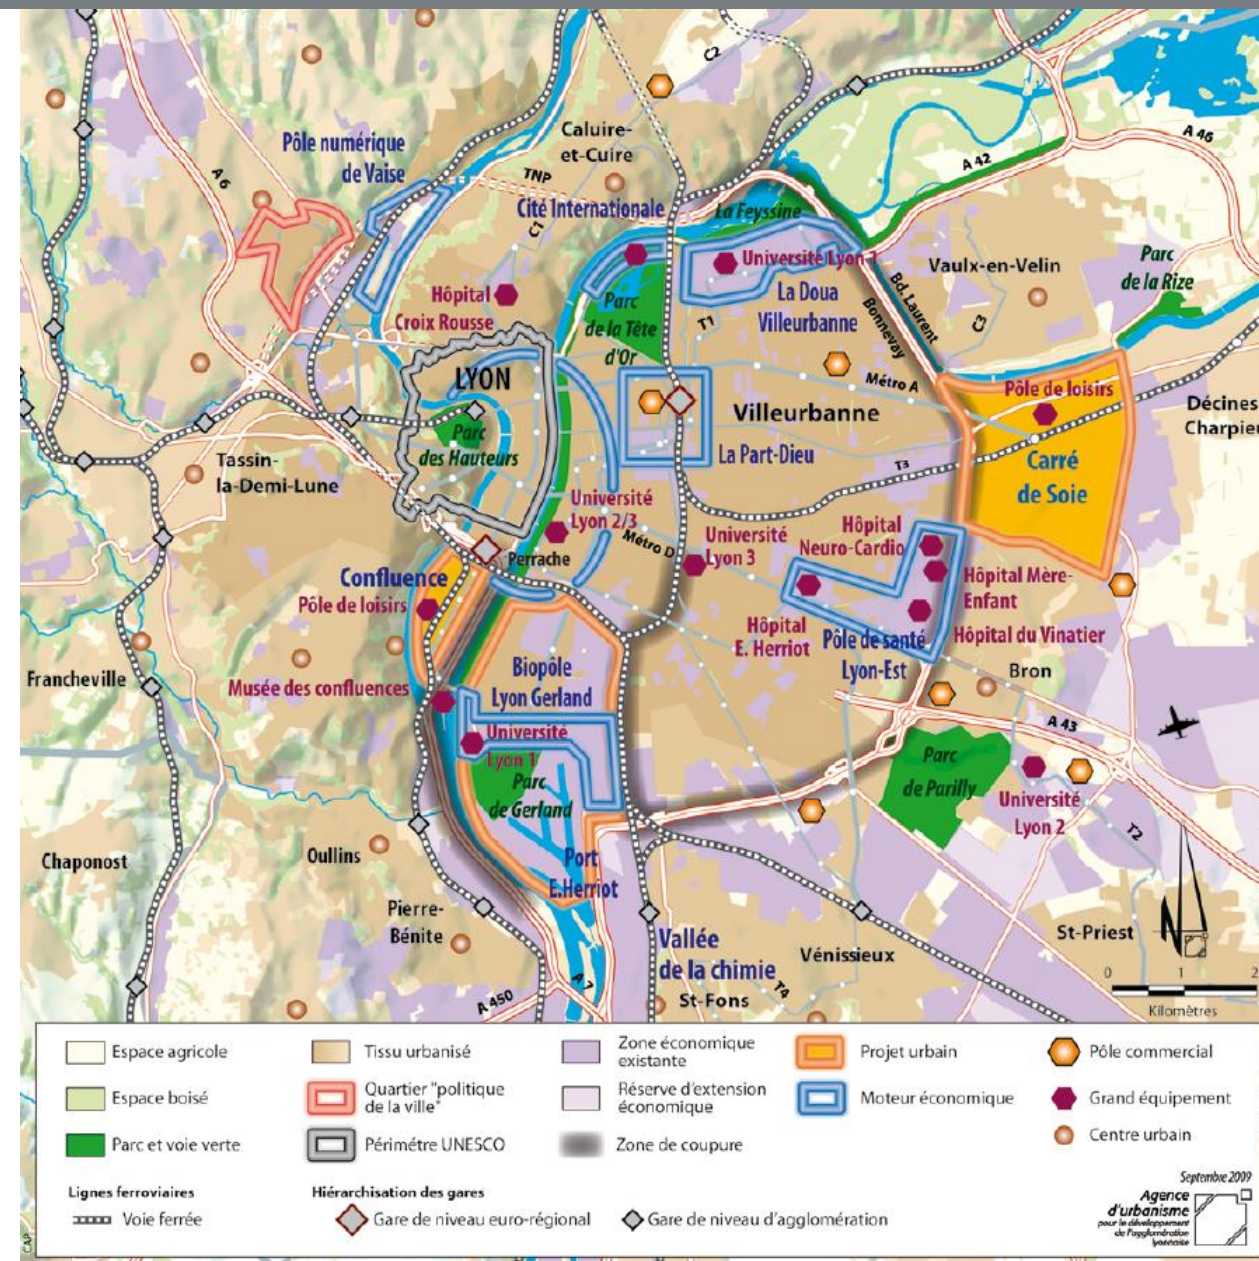 C2
Caluire-
et-Cuire
Pôle numérique
de Vaise
A 6
TNP
A 46
A 42
Cité Internationale
La Feyssine
C1
Université Lyon 1
Vaulx-en-Velin
Parc
de la Rize
Hôpital
Croix Rousse
Parc
de la Tête
d'Or
La Doua
Villeurbanne
T1
Bd. Laurent
Bonnevay
C3
LYON
Métro A
Pôle de loisirs
Villeurbanne
Décines-
Charpieu
Parc
des Hauteurs
La Part-Dieu
T3
Carré
de Soie
Tassin-
la-Demi-Lune
Université
Lyon 2/3
Métro D
Université
Lyon 3
Hôpital
Neuro-Cardio
Perrache
Confluence
Pôle de loisirs
Hôpital Mère-
Enfant
Hôpital
E. Herriot
Pôle de santé
Lyon-Est
Hôpital du Vinatier
Francheville
Biopôle
Lyon Gerland
Bron
Musée des confluences
Université
Lyon 1
A 43
Parc
de Gerland
Parc
de Parilly
Université
Lyon 2
T2
Chaponost
Oullins
Port
E.Herriot
Pierre-
Bénite
Vallée
de la chimie
Vénissieux
St-Priest
N
A 7
A 450
St-Fons
T4
0 1 2
Kilomètres
Espace agricole
Tissu urbanisé
Zone économique
existante
Projet urbain
Pôle commercial
Espace boisé
Quartier "politique
de la ville"
Réserve d'extension
économique
Moteur économique
Grand équipement
Parc et voie verte
Périmétre UNESCO
Zone de coupure
Centre urbain
Lignes ferroviaires
Hiérarchisation des gares
Voie ferrée
Gare de niveau euro-régional
Gare de niveau d'agglomération
Septembre 2009
Agence
d'urbanisme
pour le développement
de l'agglomération
lyonnaise
CAP